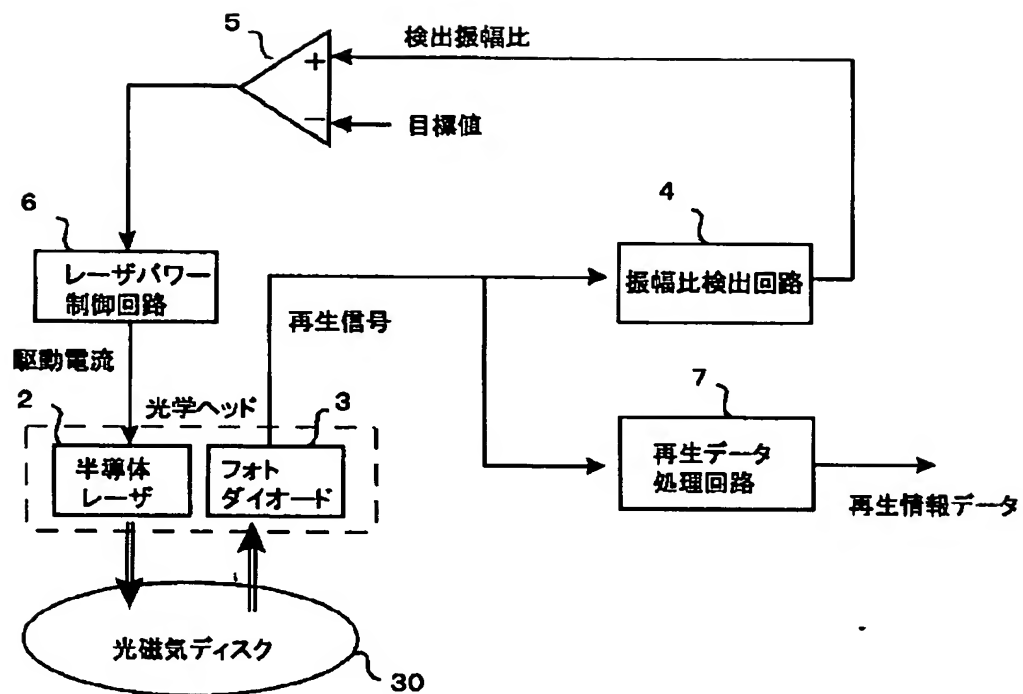 5
検出振幅比
+
−
目標値
6
4
レーザパワー
制御回路
振幅比検出回路
再生信号
駆動電流
7
2
光学ヘッド
3
半導体
レーザ
フォト
ダイオード
再生データ
処理回路
再生情報データ
光磁気ディスク
30